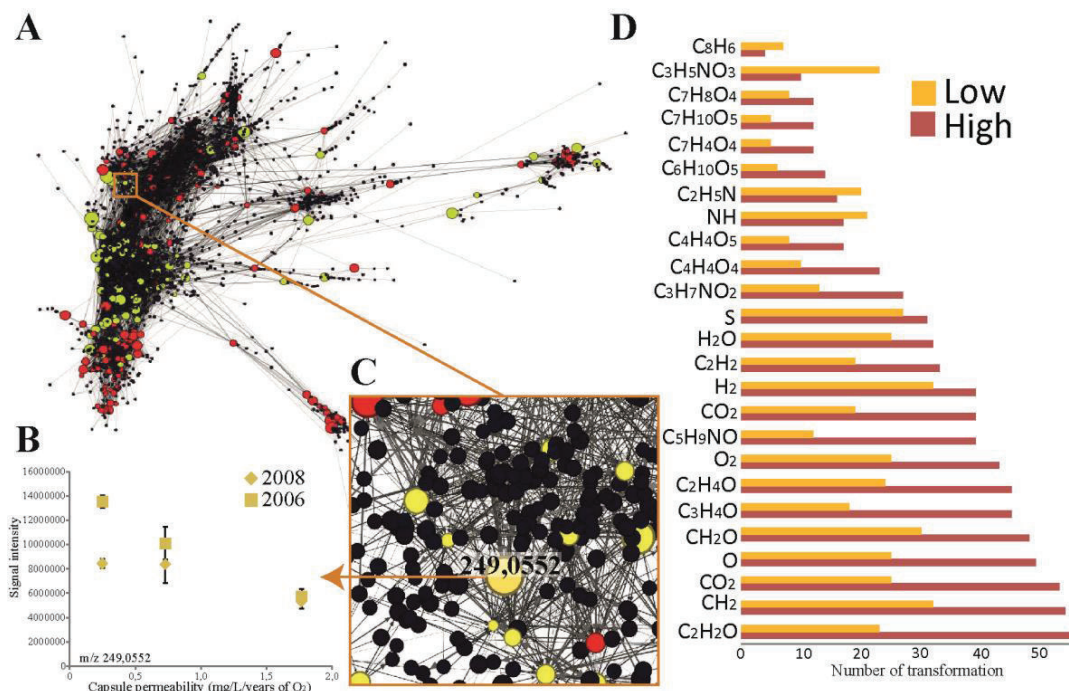 A
D
C8H6
C3H5NO3
C7H8O4
C7H10O5
C7H4O4
C6H10O5
C2H5N
NH
C4H4O5
C4H4O4
C3H7NO2
S
H2O
C2H2
H2
CO2
C5H9NO
O2
C2H4O
C3H4O
CH2O
O
CO2
CH2
C2H2O
0 10 20 30 40 50
Number of transformation
Low
High
B
2008
2006
Signal intensity
16000000
14000000
12000000
10000000
8000000
6000000
4000000
2000000
0
m/z 249,0552
0,0 0,5 1,0 1,5 2,0
Capsule permeability (mg/L/years of O2)
C
249,0552